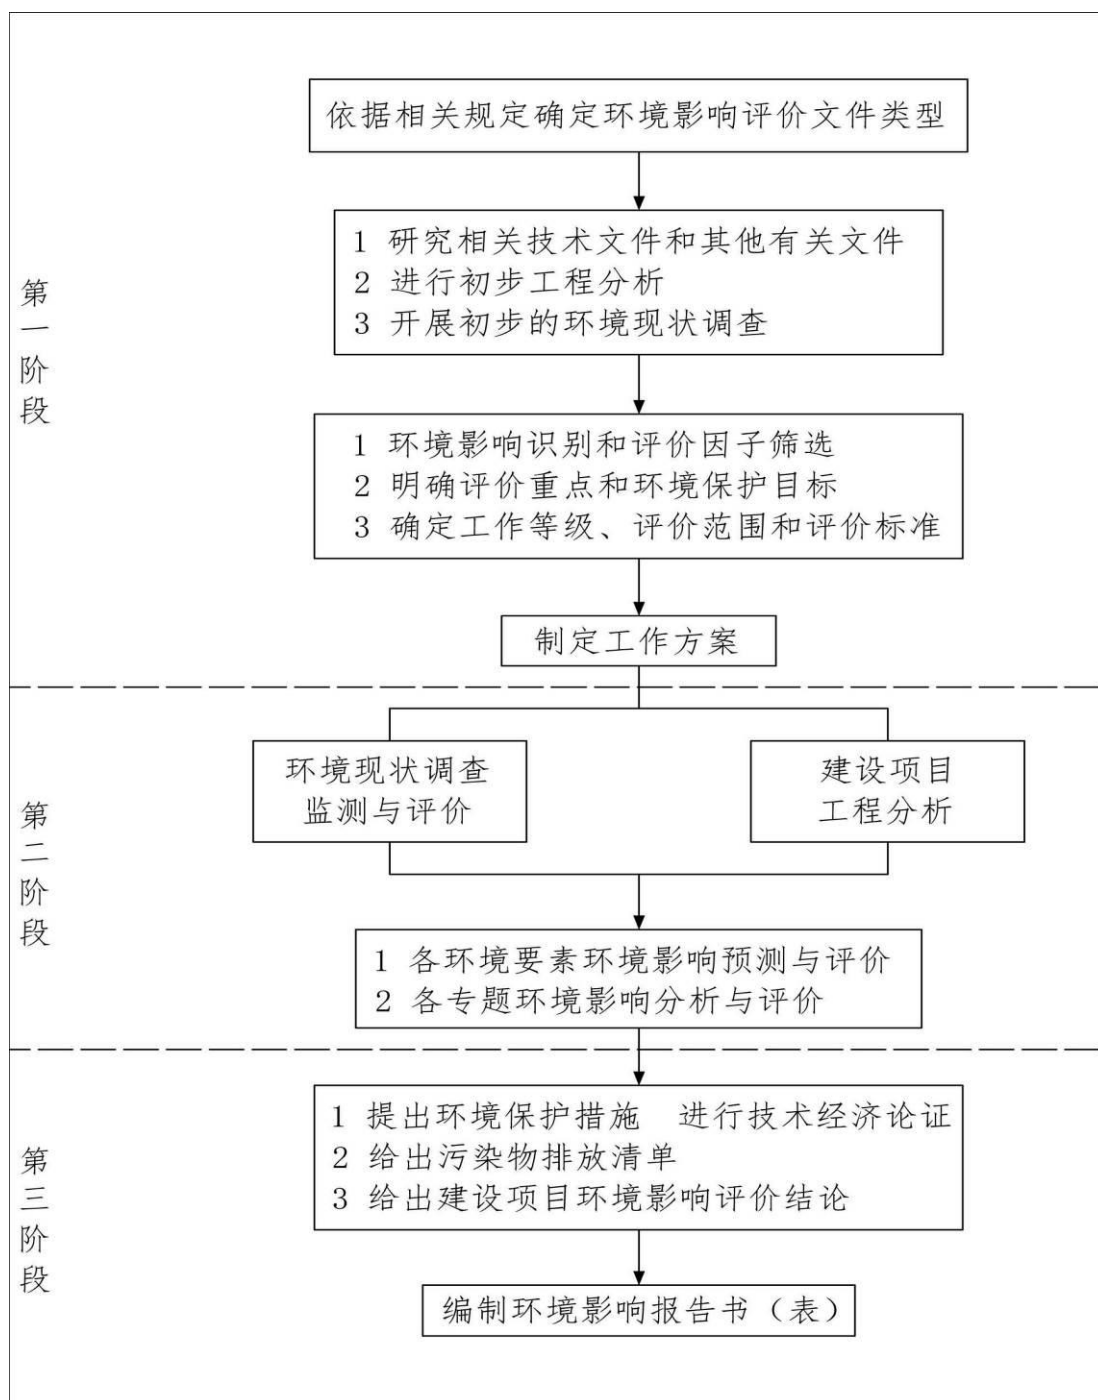 依据相关规定确定环境影响评价文件类型
1 研究相关技术文件和其他有关文件
2 进行初步工程分析
3 开展初步的环境现状调查
第一阶段
1 环境影响识别和评价因子筛选
2 明确评价重点和环境保护目标
3 确定工作等级、评价范围和评价标准
制定工作方案
环境现状调查
监测与评价
建设项目
工程分析
第二阶段
1 各环境要素环境影响预测与评价
2 各专题环境影响分析与评价
1 提出环境保护措施 进行技术经济论证
2 给出污染物排放清单
3 给出建设项目环境影响评价结论
第三阶段
编制环境影响报告书（表）